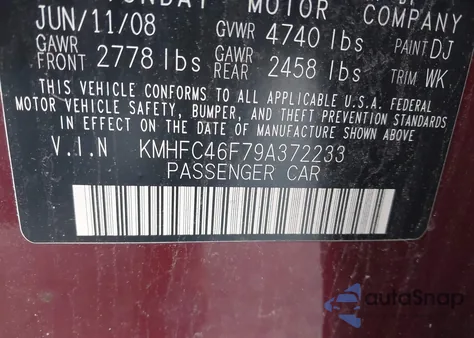 MOTOR COMPANY
JUN/11/08 GVWR 4740 lbs PAINT DJ
GAWR FRONT 2778 lbs GAWR REAR 2458 lbs TRIM WK
THIS VEHICLE CONFORMS TO ALL APPLICABLE U.S.A. FEDERAL
MOTOR VEHICLE SAFETY, BUMPER, AND THEFT PREVENTION STANDARDS
IN EFFECT ON THE DATE OF MANUFACTURE SHOWN ABOVE
V.I.N KMHFC46F79A372233
PASSENGER CAR
autoSnap